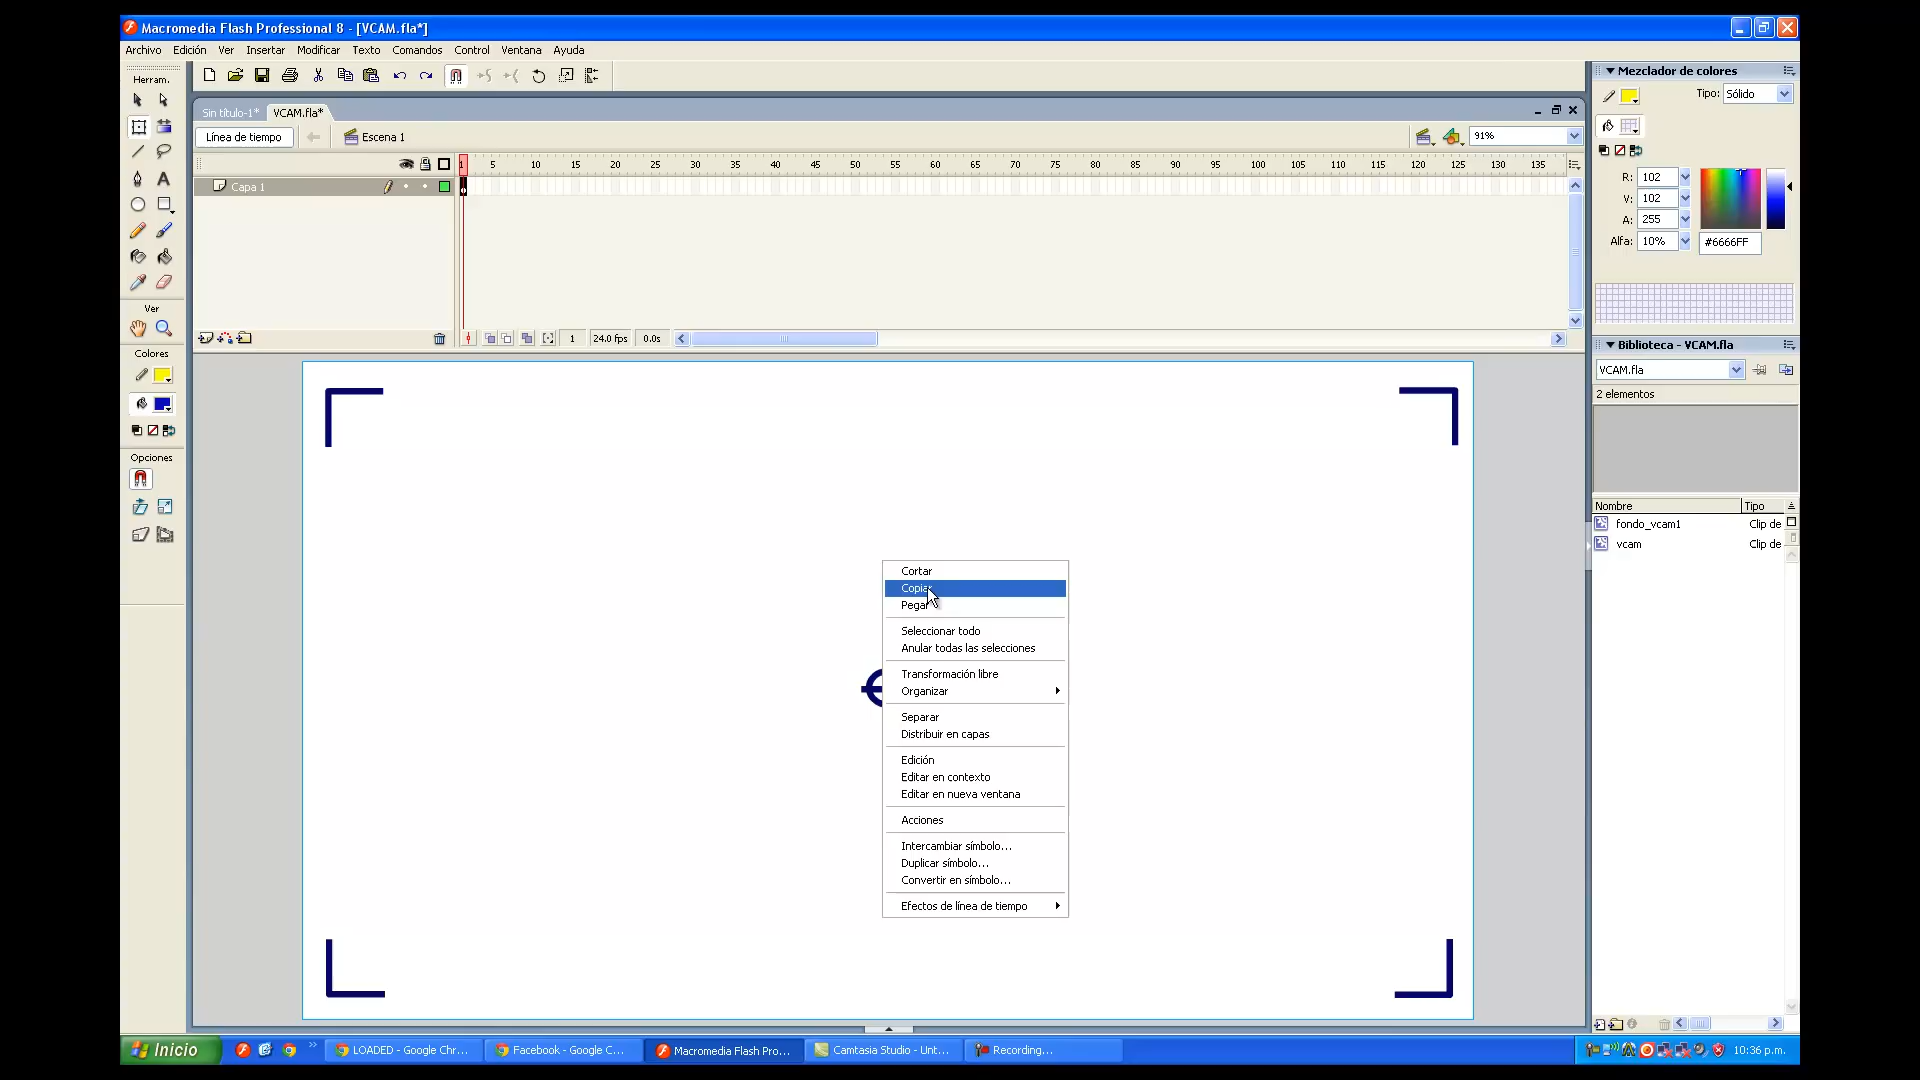 Macromedia Flash Professional 8 - [VCAM.fla*]
Archivo Edición Ver Insertar Modificar Texto Comandos Control Ventana Ayuda
Herram.
Sin título-1* VCAM.fla*
Línea de tiempo Escena 1 91%
1 5 10 15 20 25 30 35 40 45 50 55 60 65 70 75 80 85 90 95 100 105 110 115 120 125 130 135
Capa 1
1 24.0 fps 0.0s
Ver
Colores
Opciones
Mezclador de colores
Tipo: Sólido
R: 102
V: 102
A: 255
Alfa: 10% #6666FF
Biblioteca - VCAM.fla
VCAM.fla
2 elementos
Nombre Tipo
fondo_vcam1 Clip de
vcam Clip de
Cortar
Copiar
Pegar
Seleccionar todo
Anular todas las selecciones
Transformación libre
Organizar
Separar
Distribuir en capas
Edición
Editar en contexto
Editar en nueva ventana
Acciones
Intercambiar símbolo...
Duplicar símbolo...
Convertir en símbolo...
Efectos de línea de tiempo
Inicio
LOADED - Google Chr...
Facebook - Google C...
Macromedia Flash Pro...
Camtasia Studio - Unt...
Recording...
10:36 p.m.